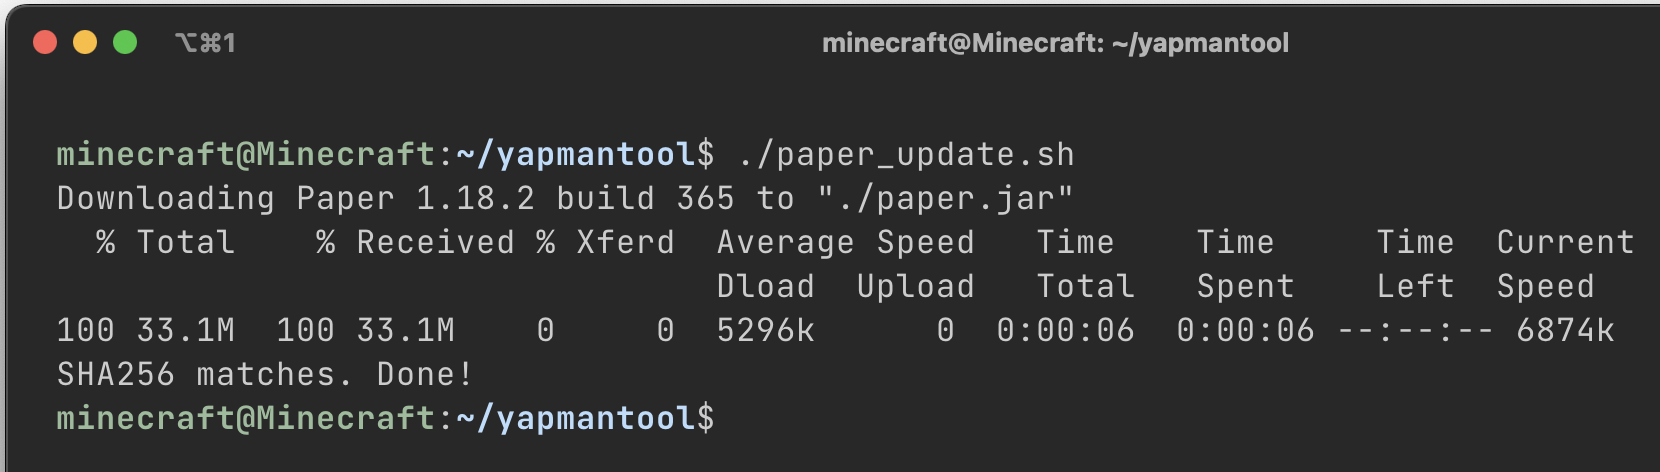 ⌥⌘1
minecraft@Minecraft: ~/yapmantool
minecraft@Minecraft:~/yapmantool$ ./paper_update.sh
Downloading Paper 1.18.2 build 365 to "./paper.jar"
  % Total    % Received % Xferd  Average Speed   Time    Time     Time  Current
                                 Dload  Upload   Total   Spent    Left  Speed
100 33.1M  100 33.1M    0     0  5296k      0  0:00:06  0:00:06 --:--:-- 6874k
SHA256 matches. Done!
minecraft@Minecraft:~/yapmantool$